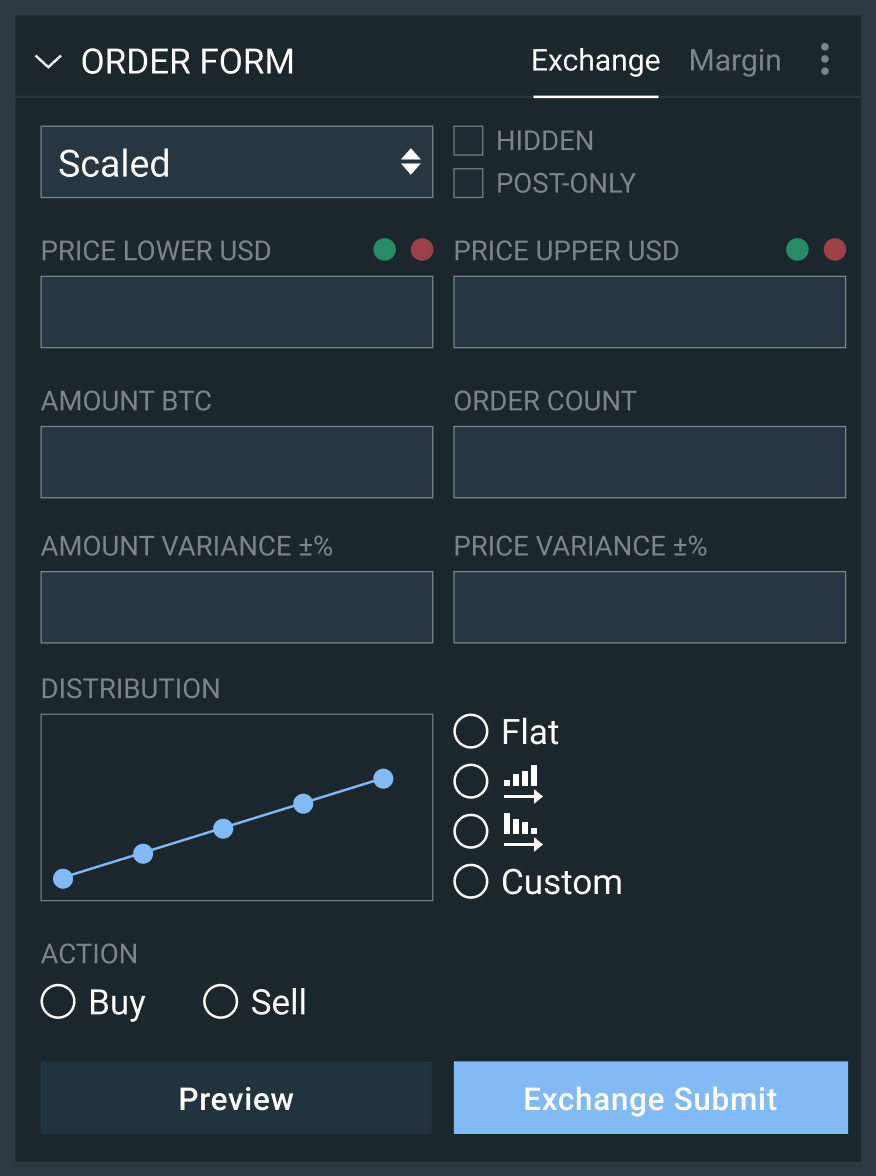 ORDER FORM Exchange Margin
Scaled
HIDDEN
POST-ONLY
PRICE LOWER USD PRICE UPPER USD
AMOUNT BTC ORDER COUNT
AMOUNT VARIANCE ±% PRICE VARIANCE ±%
DISTRIBUTION
Flat
Custom
ACTION
Buy Sell
Preview Exchange Submit